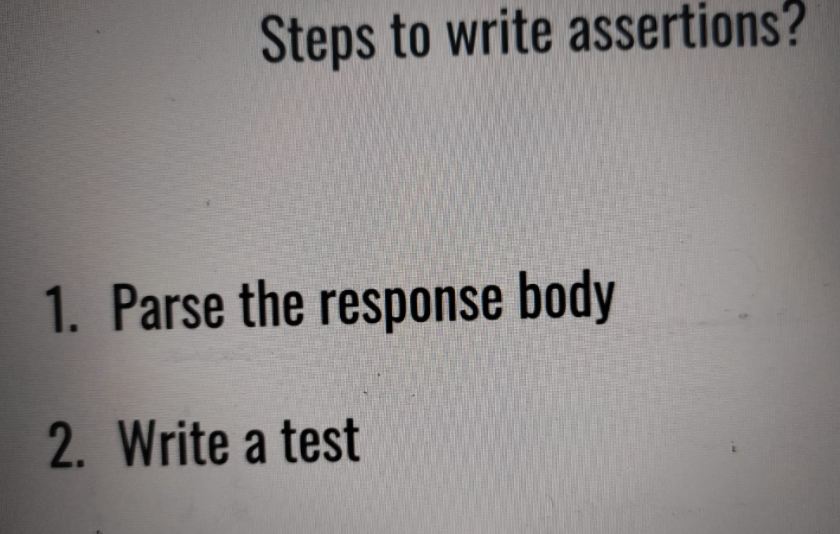 Steps to write assertions?
1. Parse the response body
2. Write a test